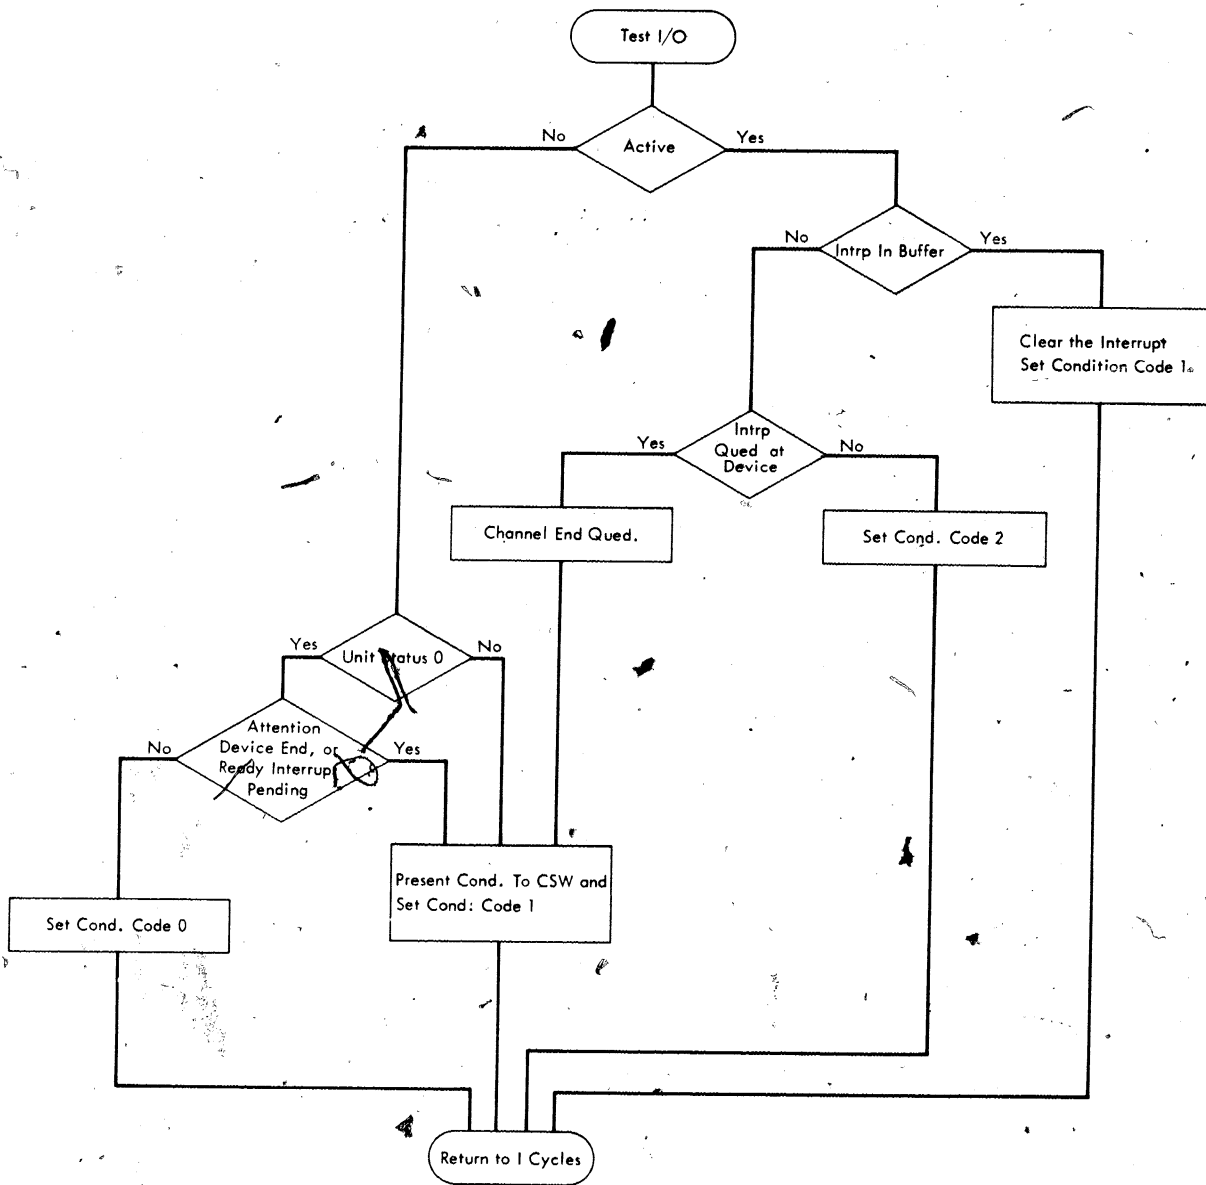 Test I/O
Active
No
Yes
Intrp In Buffer
No
Yes
Clear the Interrupt
Set Condition Code 1.
Intrp
Qued at
Device
Yes
No
Channel End Qued.
Set Cond. Code 2
Unit Status 0
Yes
No
Attention
Device End, or
Ready Interrupt
Pending
No
Yes
Present Cond. To CSW and
Set Cond: Code 1
Set Cond. Code 0
Return to I Cycles